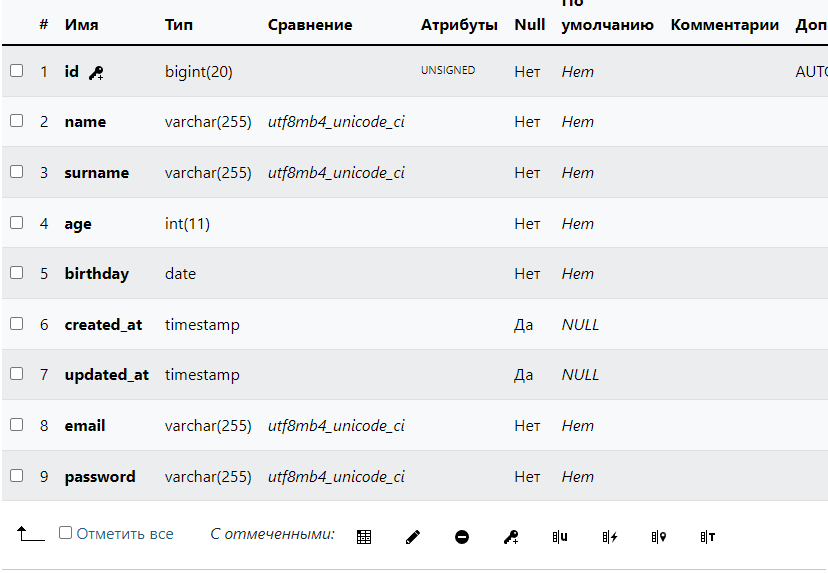 # Имя Тип Сравнение Атрибуты Null По умолчанию Комментарии Доп
1 id bigint(20) UNSIGNED Нет Нет AUTO
2 name varchar(255) utf8mb4_unicode_ci Нет Нет
3 surname varchar(255) utf8mb4_unicode_ci Нет Нет
4 age int(11) Нет Нет
5 birthday date Нет Нет
6 created_at timestamp Да NULL
7 updated_at timestamp Да NULL
8 email varchar(255) utf8mb4_unicode_ci Нет Нет
9 password varchar(255) utf8mb4_unicode_ci Нет Нет
Отметить все С отмеченными: U T